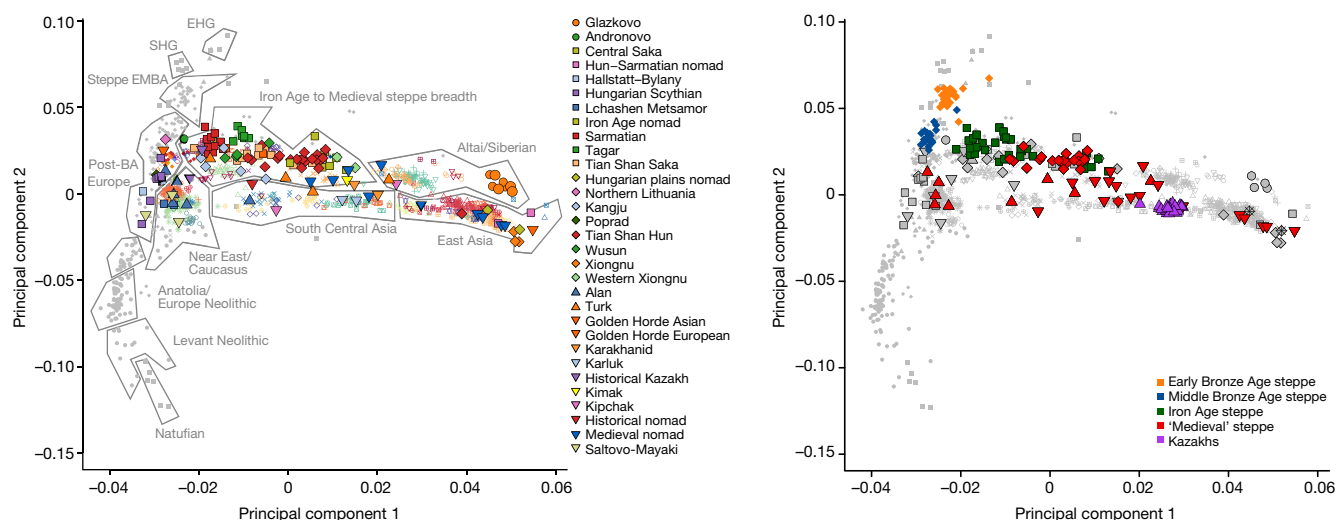 0.10
0.05
0
−0.05
−0.10
−0.15
Principal component 2
−0.04
−0.02
0
0.02
0.04
0.06
Principal component 1
EHG
SHG
Steppe EMBA
Iron Age to Medieval steppe breadth
Altai/Siberian
Post-BA
Europe
South Central Asia
East Asia
Near East/
Caucasus
Anatolia/
Europe Neolithic
Levant Neolithic
Natufian
Glazkovo
Andronovo
Central Saka
Hun−Sarmatian nomad
Hallstatt−Bylany
Hungarian Scythian
Lchashen Metsamor
Iron Age nomad
Sarmatian
Tagar
Tian Shan Saka
Hungarian plains nomad
Northern Lithuania
Kangju
Poprad
Tian Shan Hun
Wusun
Xiongnu
Western Xiongnu
Alan
Turk
Golden Horde Asian
Golden Horde European
Karakhanid
Karluk
Historical Kazakh
Kimak
Kipchak
Historical nomad
Medieval nomad
Saltovo-Mayaki
0.10
0.05
0
−0.05
−0.10
−0.15
Principal component 2
−0.04
−0.02
0
0.02
0.04
0.06
Principal component 1
Early Bronze Age steppe
Middle Bronze Age steppe
Iron Age steppe
‘Medieval’ steppe
Kazakhs